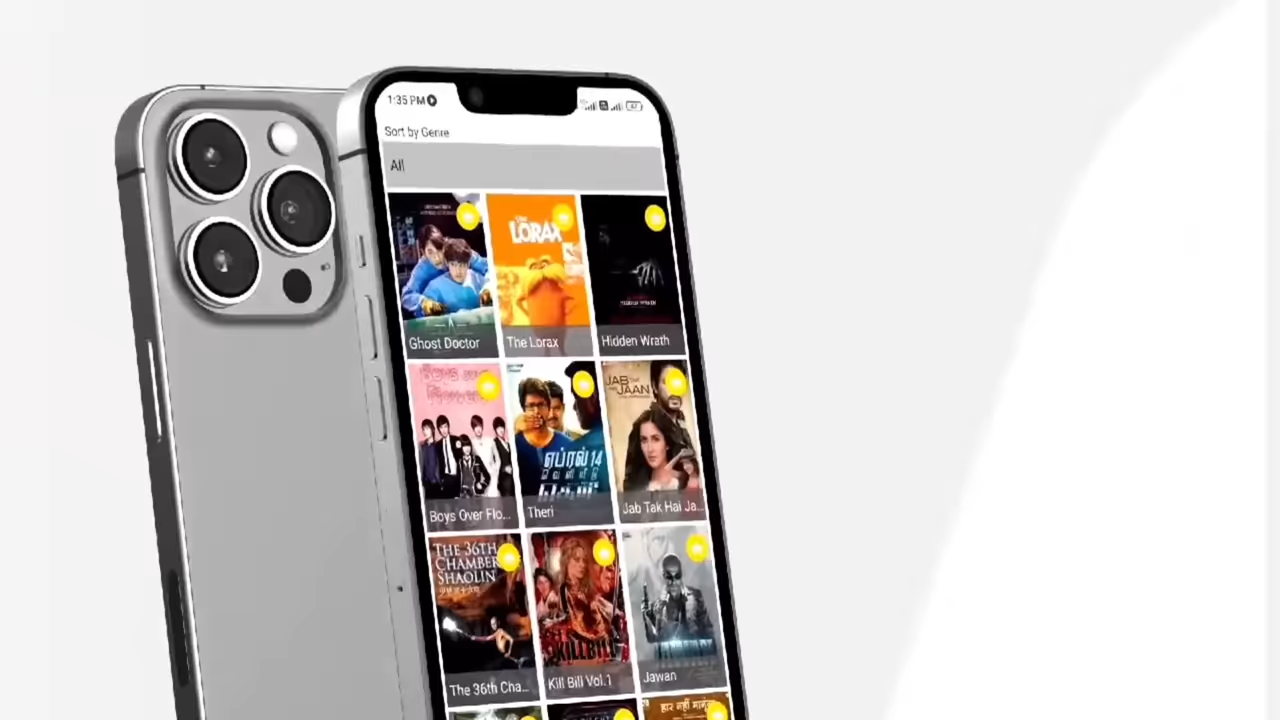 1:35 PM
Sort by Genre
All
THE
LORAX
Ghost Doctor
The Lorax
Hidden Wrath
Boys Over Flo...
ஏப்ரல் 14
Theri
JAB TAK
HAI JAAN
Jab Tak Hai Ja...
THE 36TH
CHAMBER
SHAOLIN
KILL BILL
The 36th Cha...
Kill Bill Vol.1
Jawan
हार नहीं मानूंगा